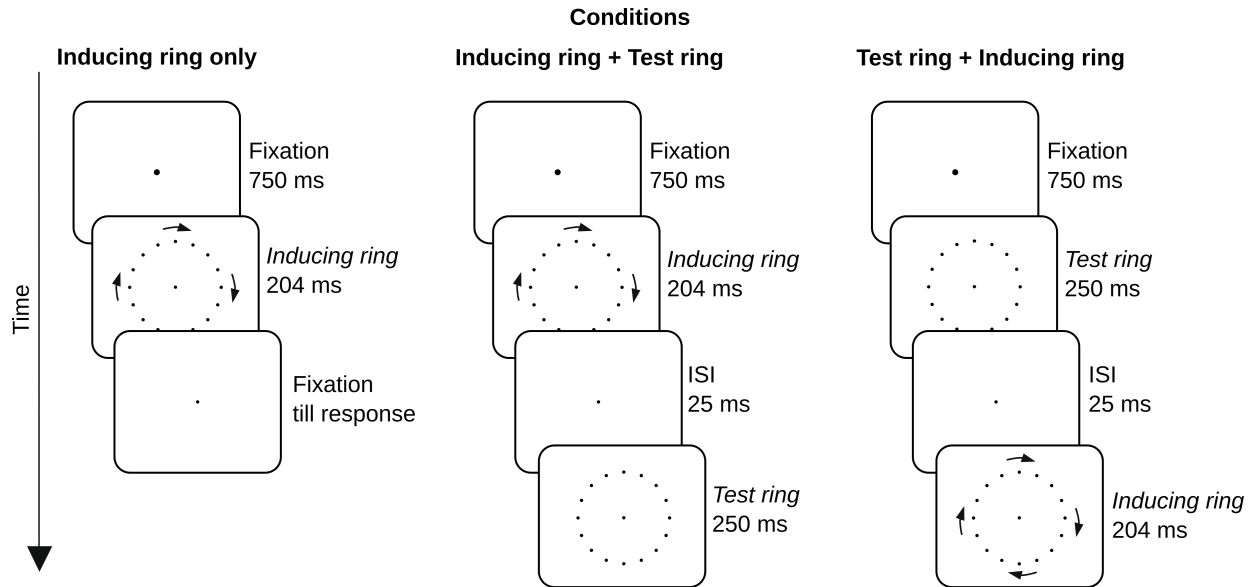 Conditions
Inducing ring only
Inducing ring + Test ring
Test ring + Inducing ring
Time
Fixation
750 ms
Inducing ring
204 ms
Fixation
till response
Fixation
750 ms
Inducing ring
204 ms
ISI
25 ms
Test ring
250 ms
Fixation
750 ms
Test ring
250 ms
ISI
25 ms
Inducing ring
204 ms